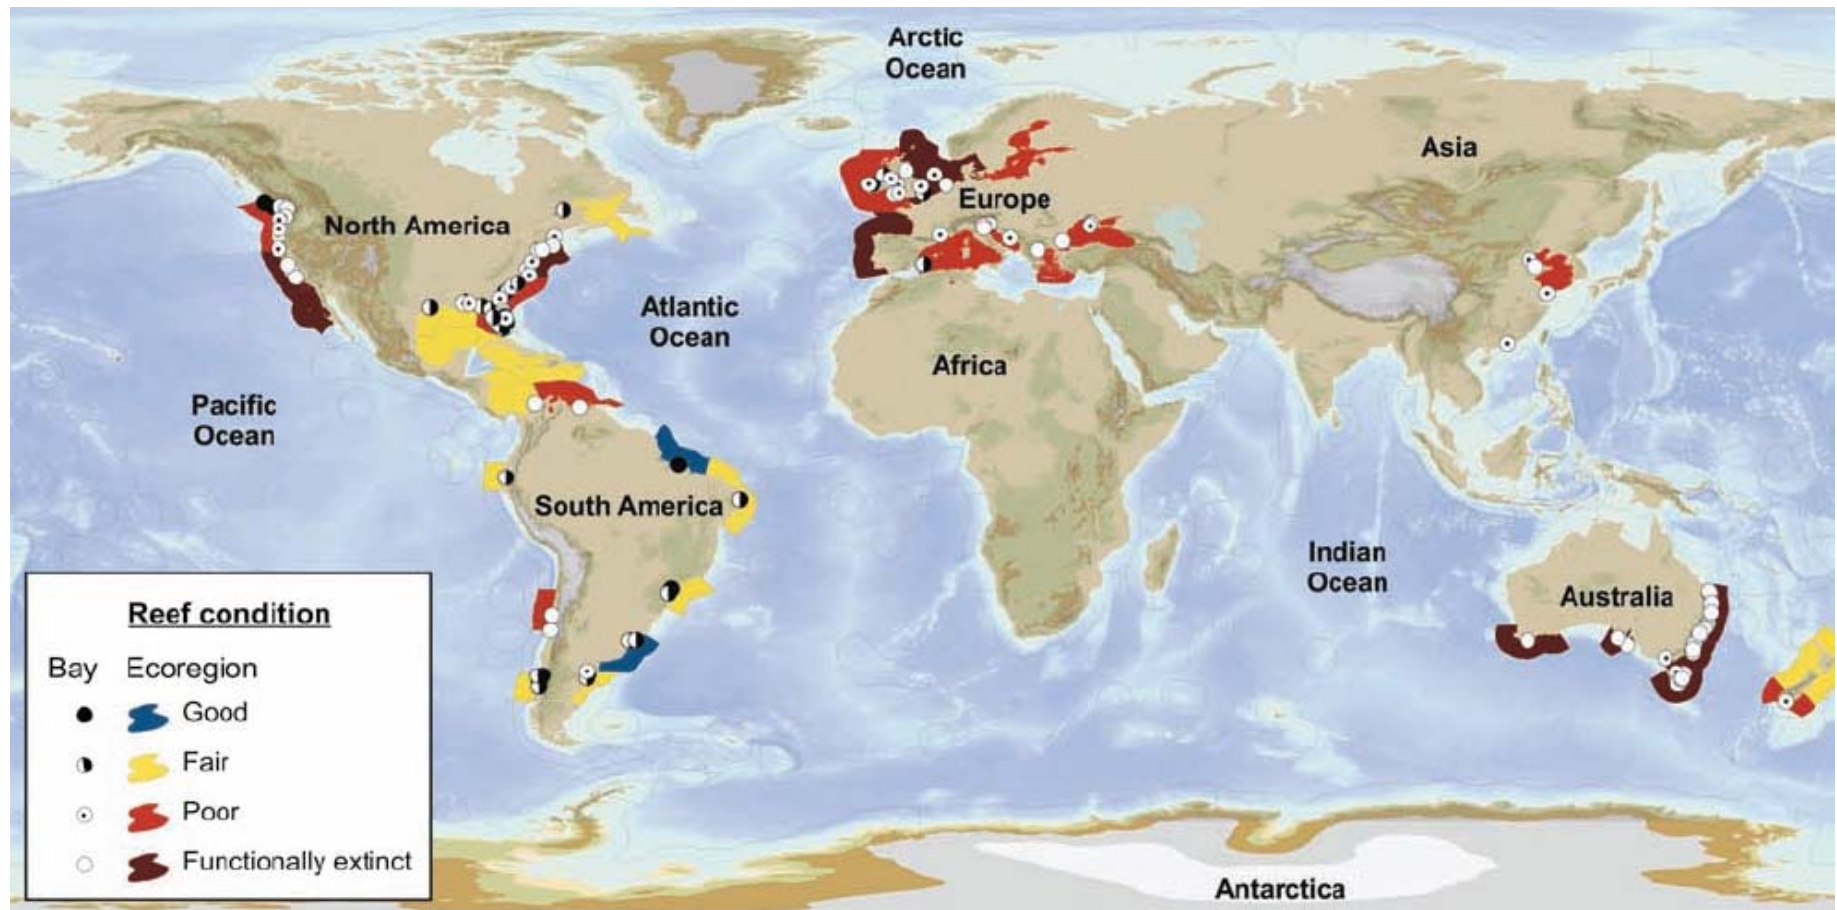 Arctic
Ocean
Asia
Europe
North America
Atlantic
Ocean
Africa
Pacific
Ocean
South America
Indian
Ocean
Australia
Reef condition
Bay Ecoregion
Good
Fair
Poor
Functionally extinct
Antarctica